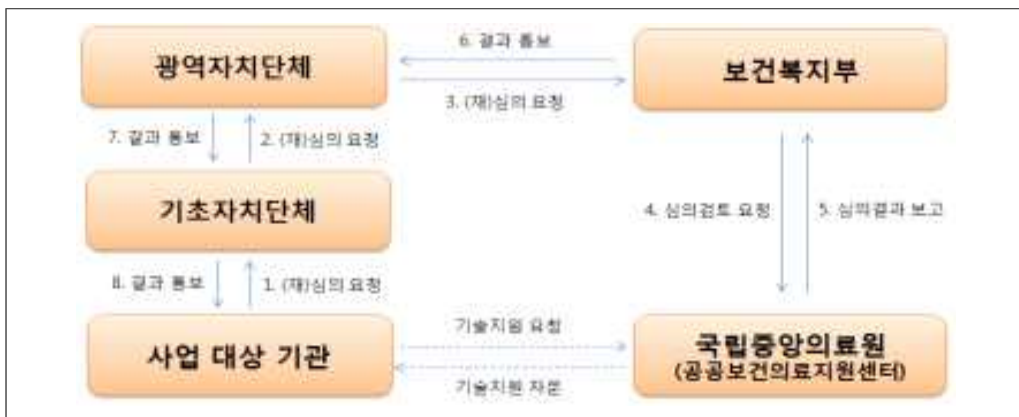 광역자치단체
6. 결과 통보
3. (재)심의 요청
보건복지부
7. 결과 통보
2. (재)심의 요청
기초자치단체
4. 심의검토 요청
5. 심의결과 보고
8. 결과 통보
1. (재)심의 요청
사업 대상 기관
기술지원 요청
기술지원 자문
국립중앙의료원
(공공보건의료지원센터)